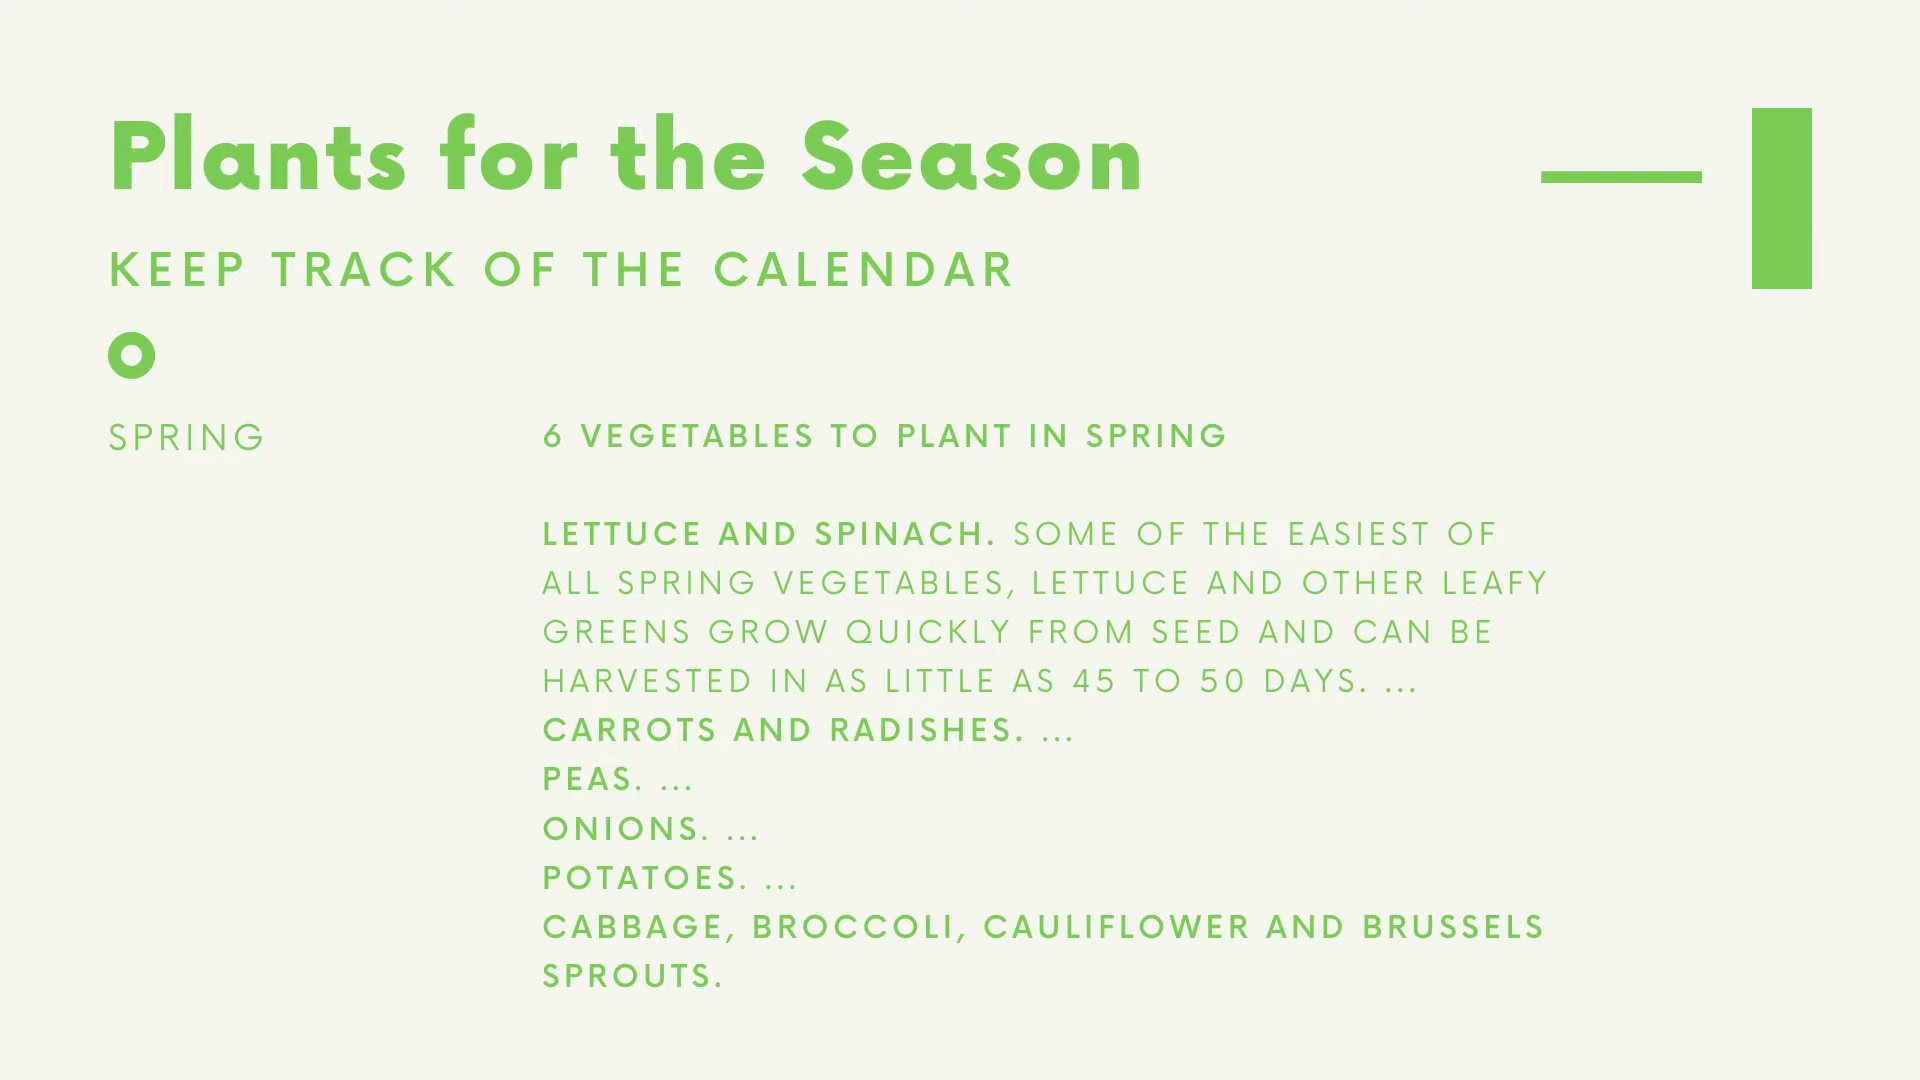 Plants for the Season
KEEP TRACK OF THE CALENDAR
SPRING
6 VEGETABLES TO PLANT IN SPRING
LETTUCE AND SPINACH. SOME OF THE EASIEST OF
ALL SPRING VEGETABLES, LETTUCE AND OTHER LEAFY
GREENS GROW QUICKLY FROM SEED AND CAN BE
HARVESTED IN AS LITTLE AS 45 TO 50 DAYS. ...
CARROTS AND RADISHES. ...
PEAS. ...
ONIONS. ...
POTATOES. ...
CABBAGE, BROCCOLI, CAULIFLOWER AND BRUSSELS
SPROUTS.